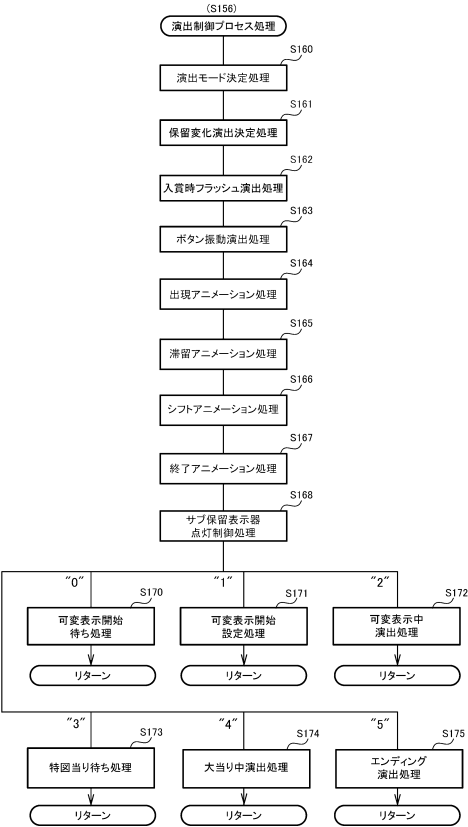 (S156)
演出制御プロセス処理
S160
演出モード決定処理
S161
保留変化演出決定処理
S162
入賞時フラッシュ演出処理
S163
ボタン振動演出処理
S164
出現アニメーション処理
S165
滞留アニメーション処理
S166
シフトアニメーション処理
S167
終了アニメーション処理
S168
サブ保留表示器
点灯制御処理
"0"
S170
可変表示開始
待ち処理
リターン
"1"
S171
可変表示開始
設定処理
リターン
"2"
S172
可変表示中
演出処理
リターン
"3"
S173
特図当り待ち処理
リターン
"4"
S174
大当り中演出処理
リターン
"5"
S175
エンディング
演出処理
リターン